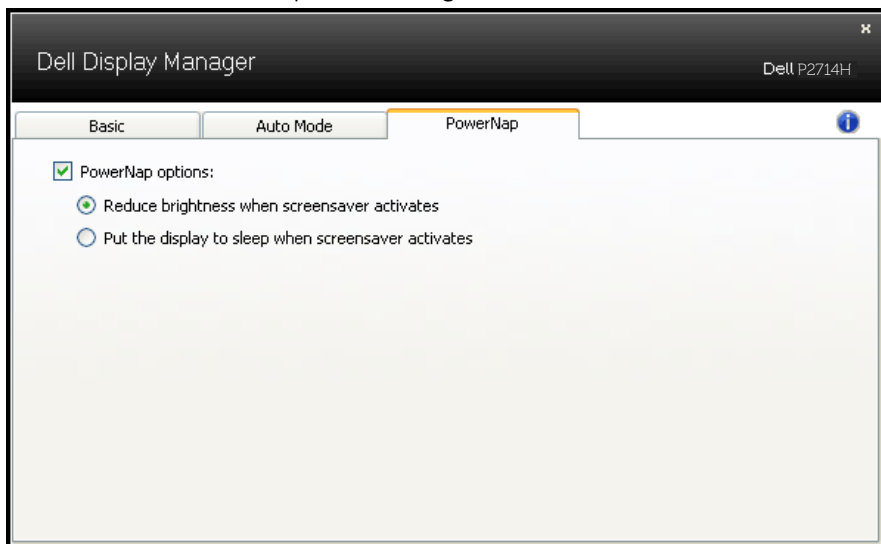 x
Dell Display Manager
Dell P2714H
Basic
Auto Mode
PowerNap
i
PowerNap options:
Reduce brightness when screensaver activates
Put the display to sleep when screensaver activates